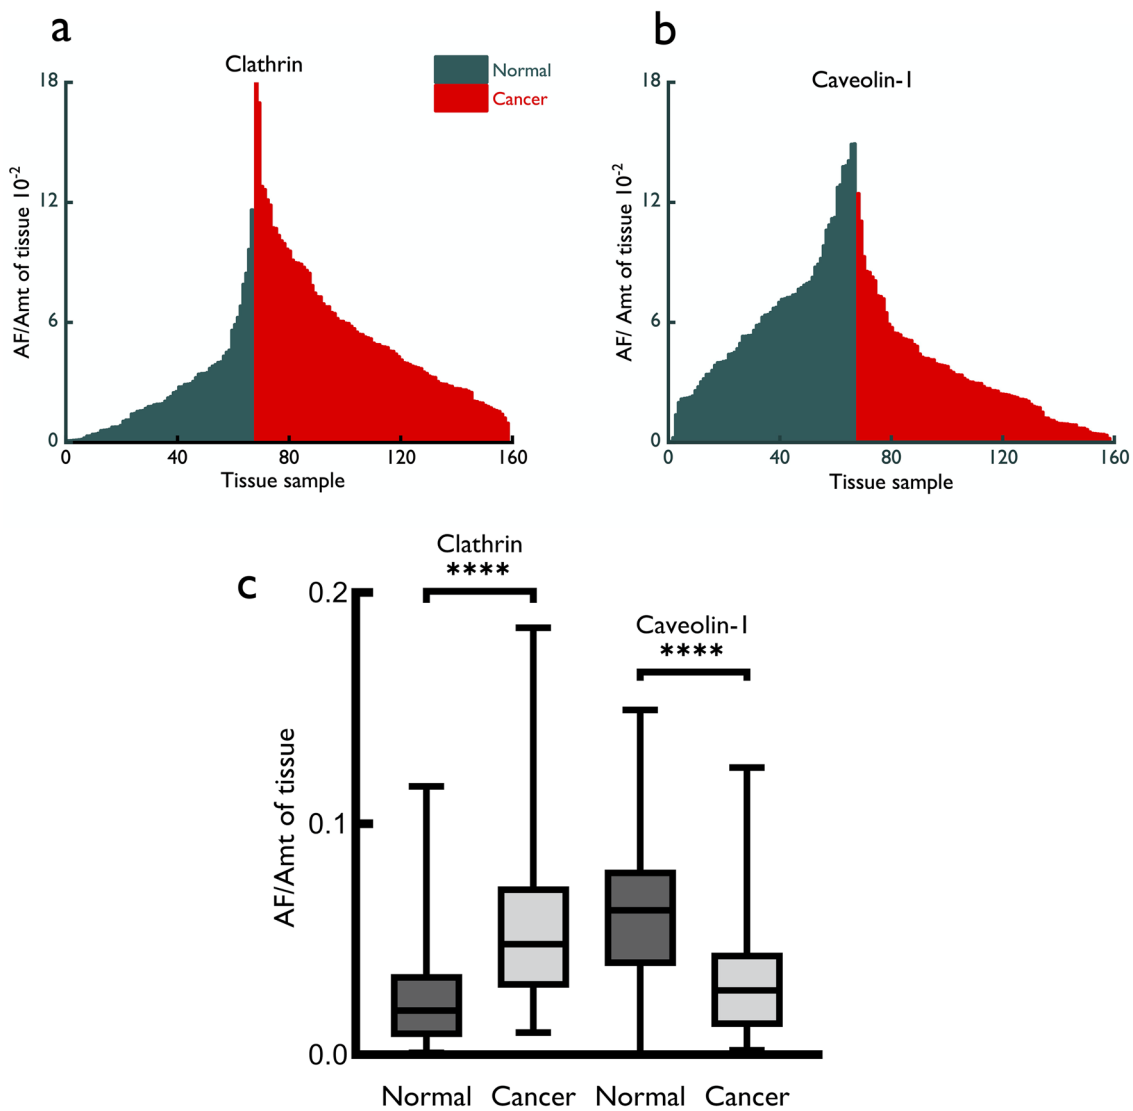 a
Clathrin
Normal
Cancer
18
12
6
0
AF/Amt of tissue 10-2
0 40 80 120 160
Tissue sample
b
Caveolin-1
18
12
6
0
AF/ Amt of tissue 10-2
0 40 80 120 160
Tissue sample
c
Clathrin
****
Caveolin-1
****
0.2
0.1
0.0
AF/Amt of tissue
Normal Cancer Normal Cancer